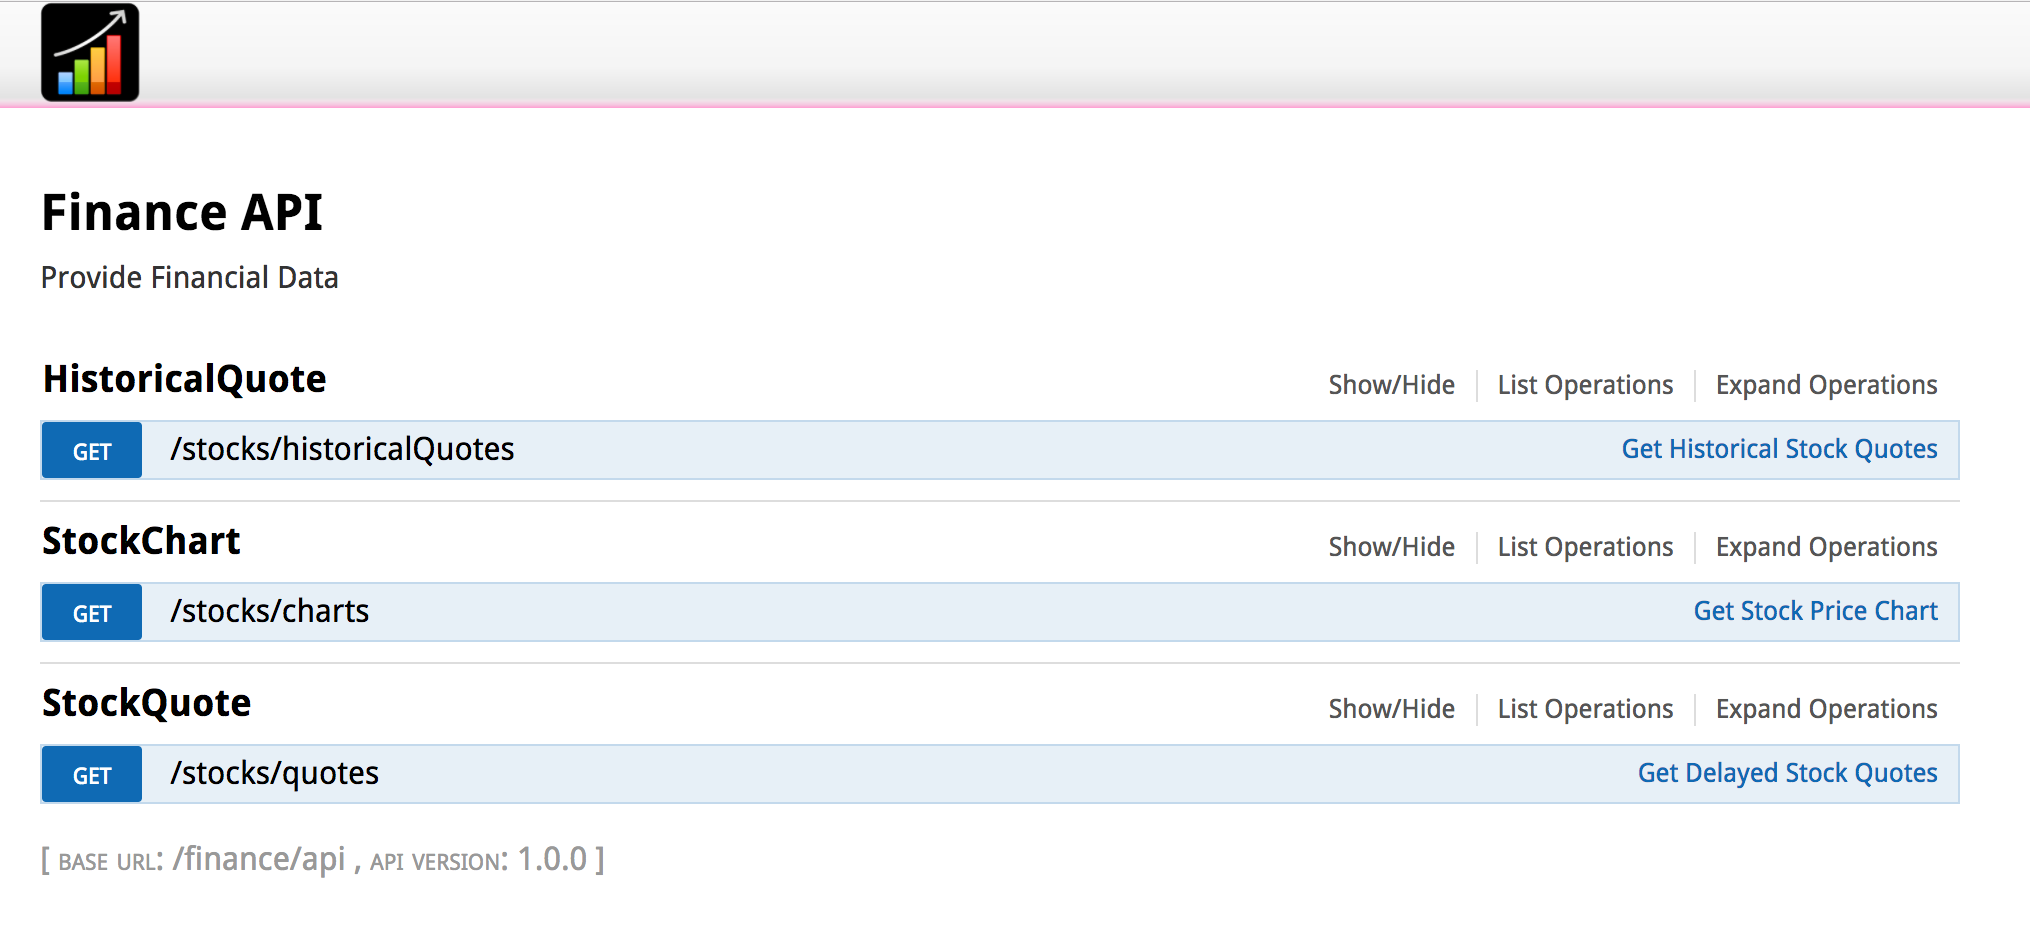 Finance API
Provide Financial Data
HistoricalQuote Show/Hide List Operations Expand Operations
GET /stocks/historicalQuotes Get Historical Stock Quotes
StockChart Show/Hide List Operations Expand Operations
GET /stocks/charts Get Stock Price Chart
StockQuote Show/Hide List Operations Expand Operations
GET /stocks/quotes Get Delayed Stock Quotes
[ BASE URL: /finance/api , API VERSION: 1.0.0 ]